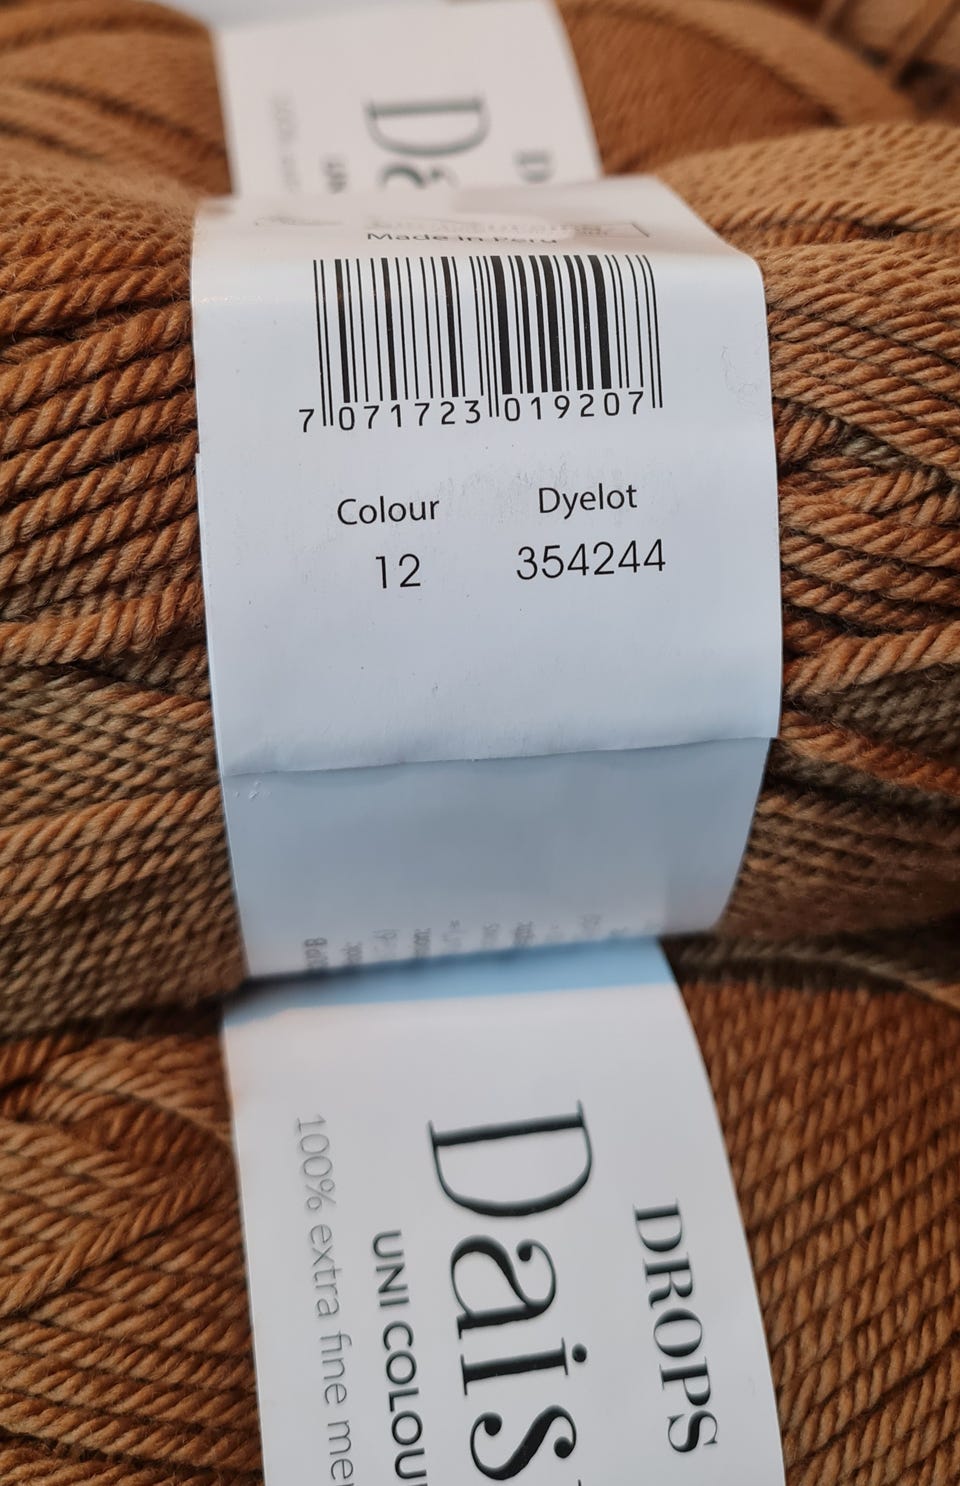 Made in Peru
7 071723 019207
Colour Dyelot
12 354244
DROPS
Dais
UNI COLOU
100% extra fine me